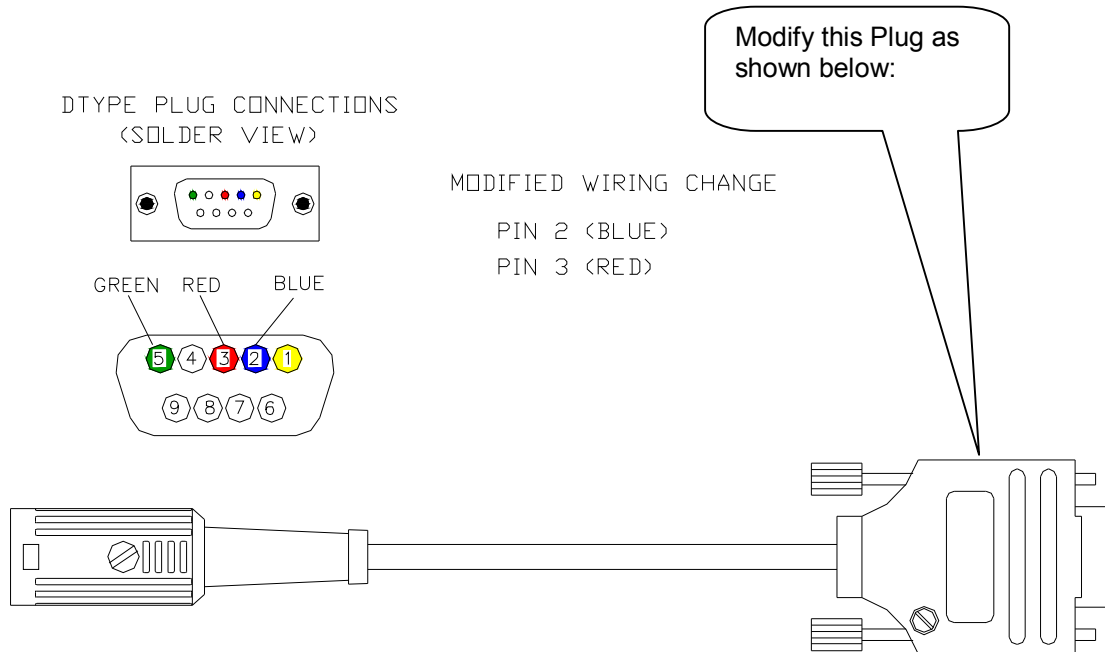 Modify this Plug as
shown below:
DTYPE PLUG CONNECTIONS
(SOLDER VIEW)
MODIFIED WIRING CHANGE
PIN 2 (BLUE)
PIN 3 (RED)
GREEN RED BLUE
5 4 3 2 1
9 8 7 6